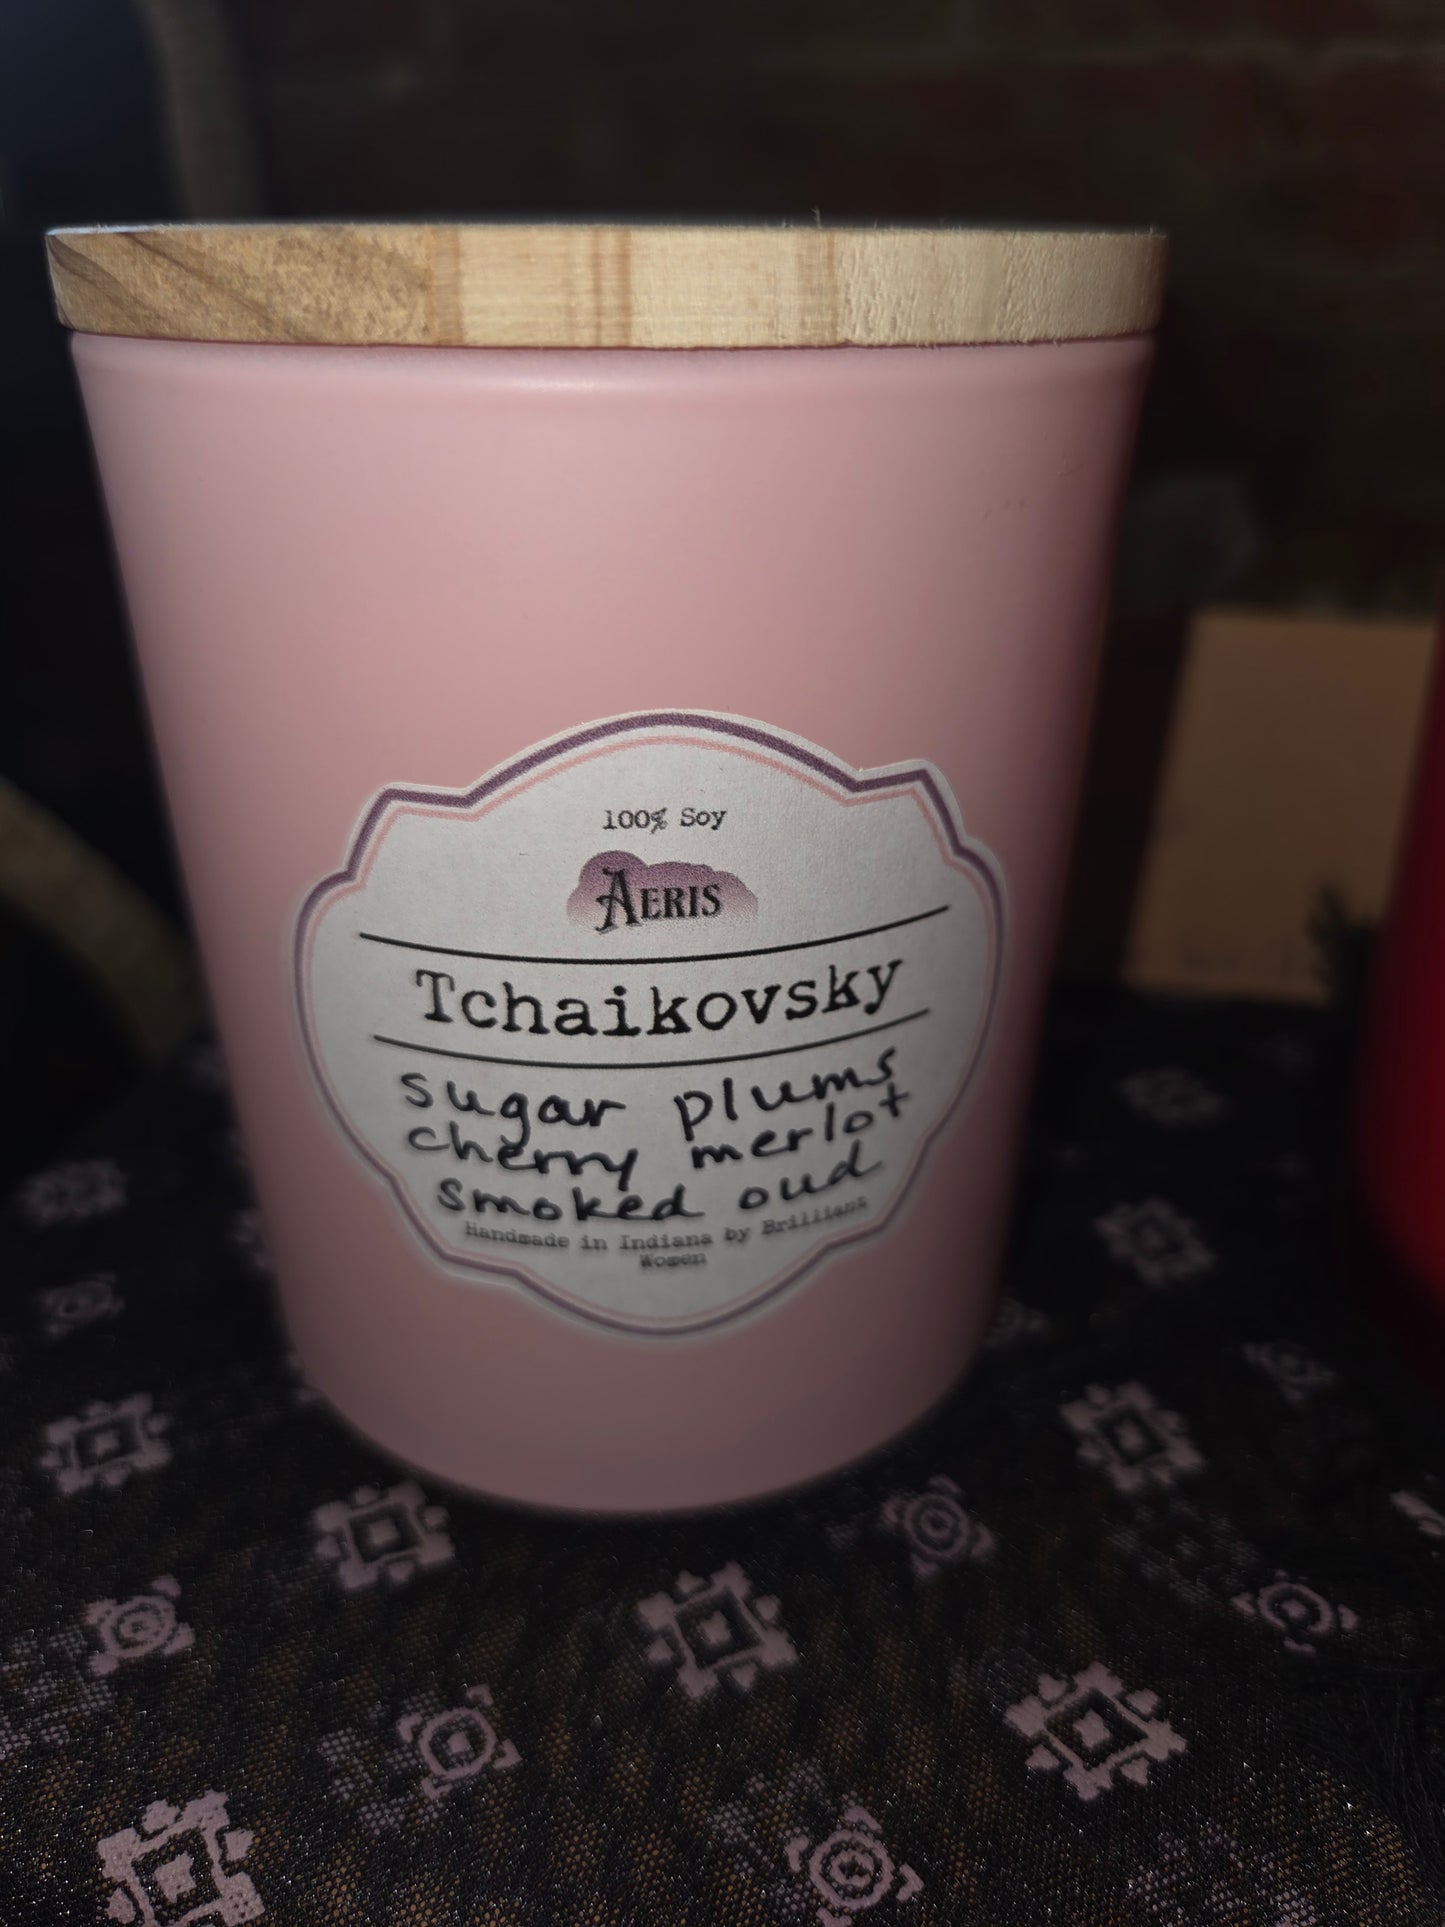 100% Soy
AERIS
Tchaikovsky
sugar plums
cherry merlot
smoked oud
Handmade in Indiana by Brilliant
Women